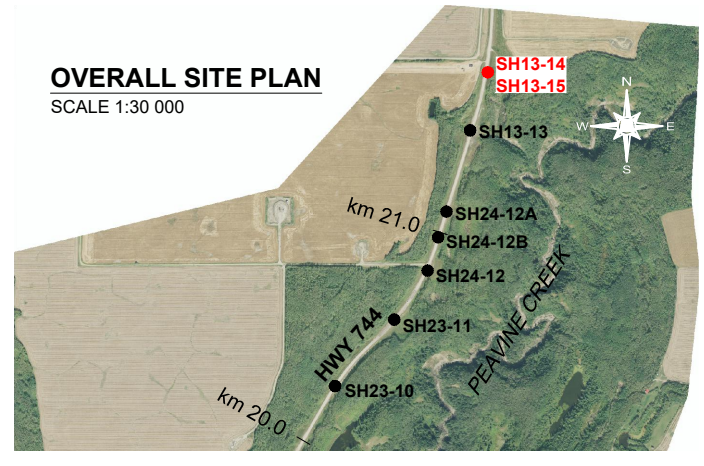 OVERALL SITE PLAN
SCALE 1:30 000
SH13-14
SH13-15
N
W
E
S
SH13-13
km 21.0
SH24-12A
SH24-12B
SH24-12
PEAVINE CREEK
SH23-11
HWY 744
SH23-10
km 20.0